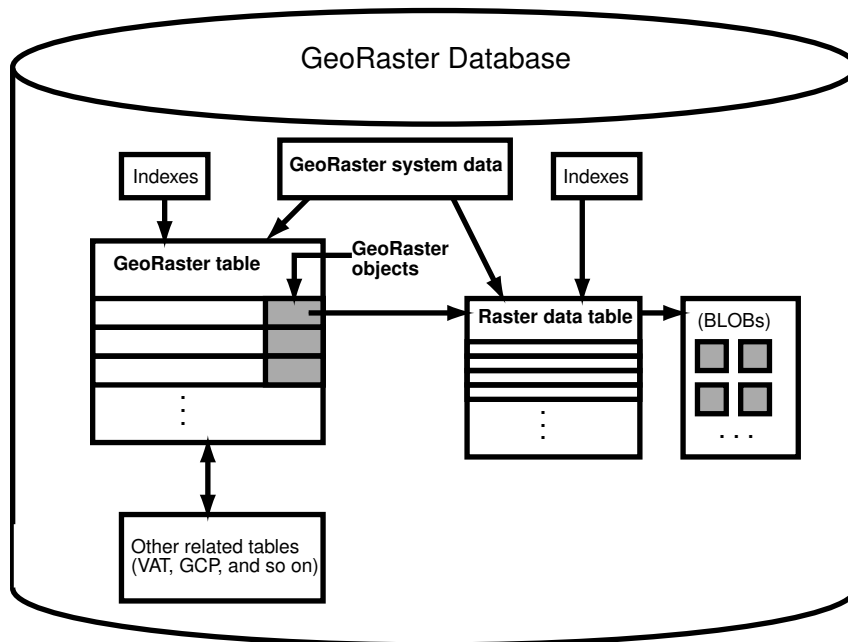 GeoRaster Database
Indexes
GeoRaster system data
Indexes
GeoRaster table
GeoRaster
objects
Raster data table
(BLOBs)
. . .
. . .
. . .
Other related tables
(VAT, GCP, and so on)